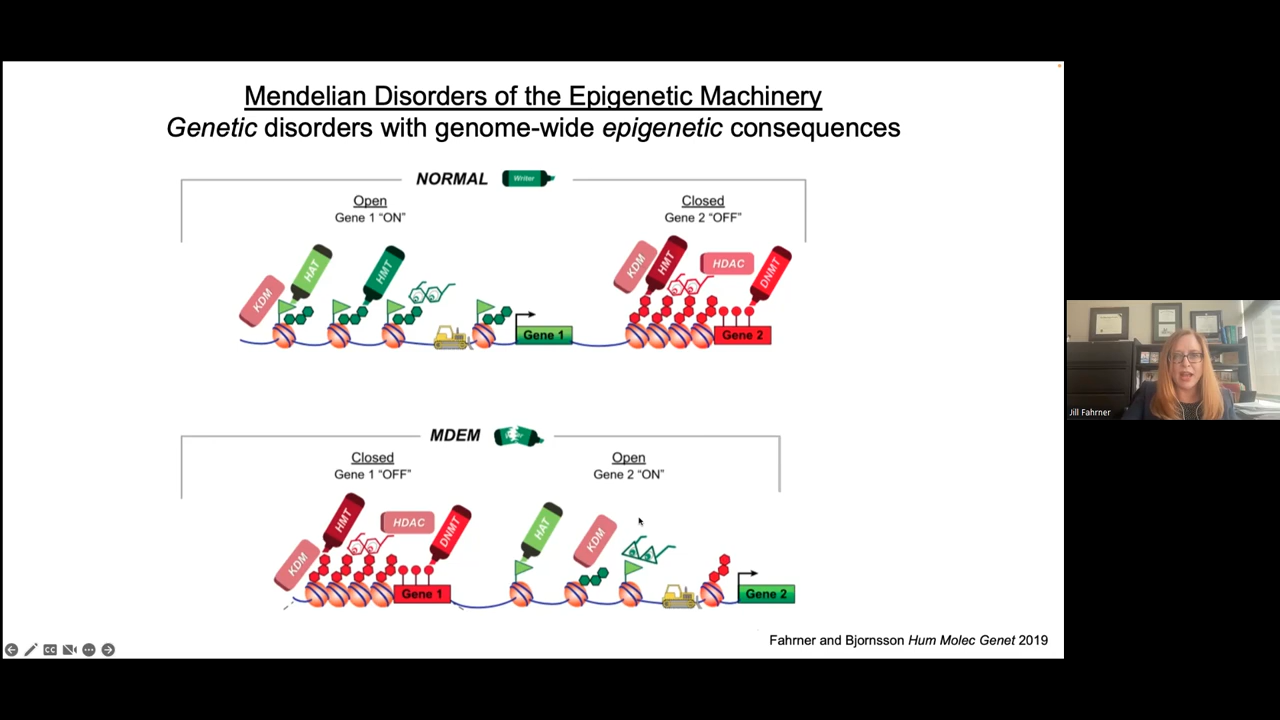 Mendelian Disorders of the Epigenetic Machinery
Genetic disorders with genome-wide epigenetic consequences
NORMAL Writer
Open
Gene 1 “ON”
Closed
Gene 2 “OFF”
KDM
HAT
HMT
Gene 1
KDM
HMT
HDAC
DNMT
Gene 2
MDEM
Closed
Gene 1 “OFF”
Open
Gene 2 “ON”
KDM
HMT
HDAC
DNMT
Gene 1
HAT
KDM
Gene 2
Fahrner and Bjornsson Hum Molec Genet 2019
CC
Jill Fahrner